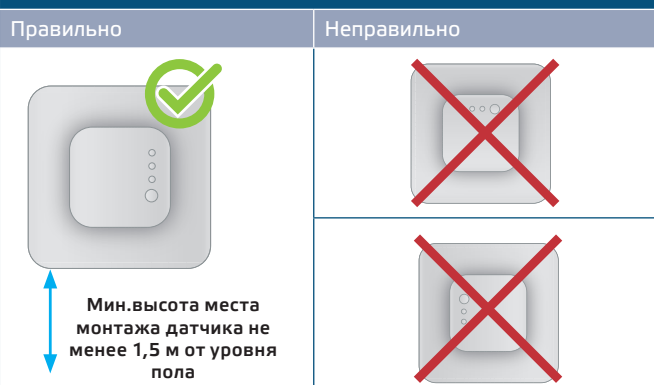 Правильно
Неправильно
Мин.высота места
монтажа датчика не
менее 1,5 м от уровня
пола